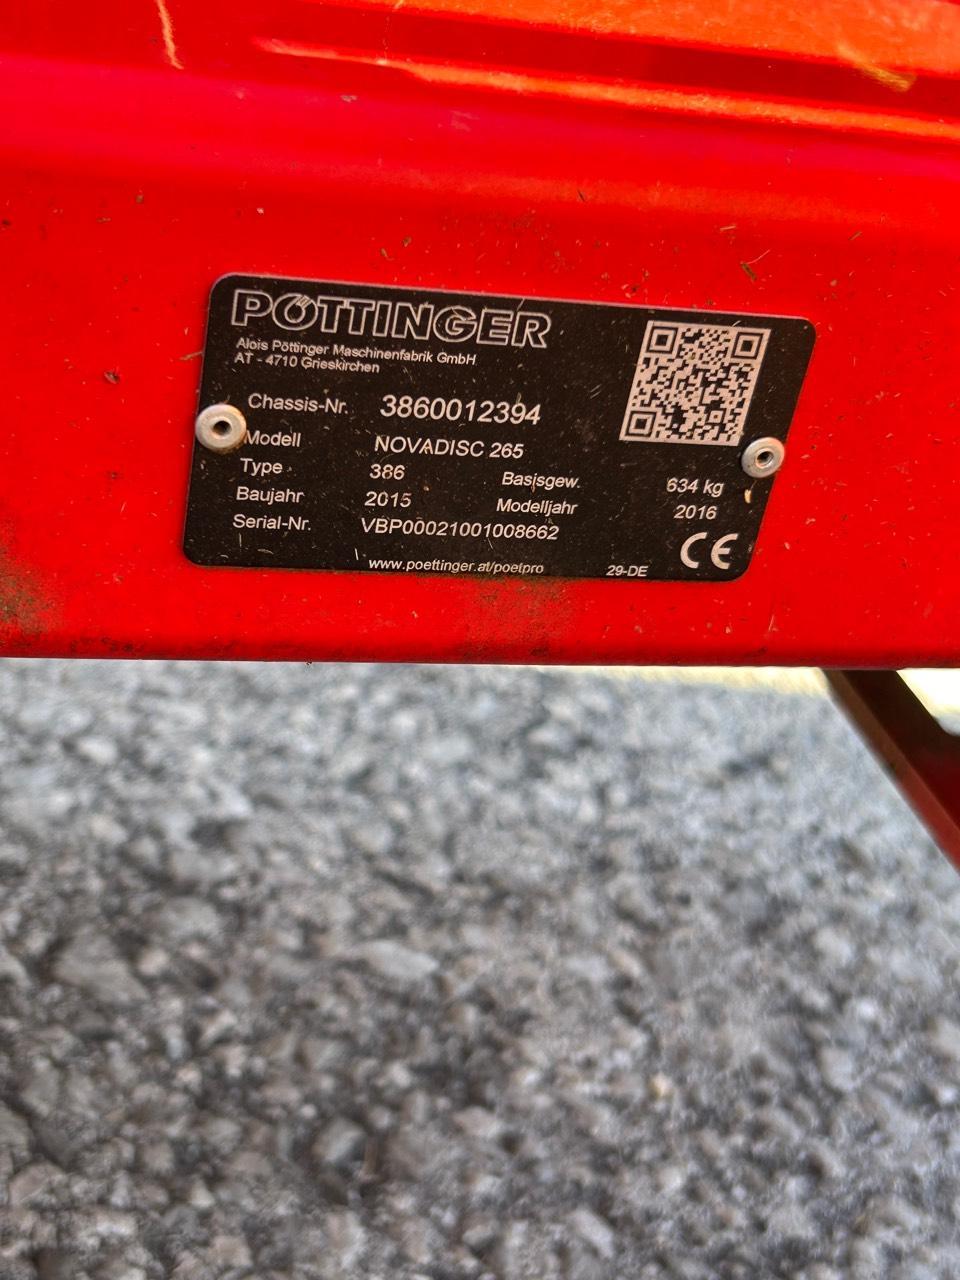 PÖTTINGER
Alois Pöttinger Maschinenfabrik GmbH
AT - 4710 Grieskirchen
Chassis-Nr. 3860012394
Modell NOVADISC 265
Type 386 Basisgew. 634 kg
Baujahr 2015 Modelljahr 2016
Serial-Nr. VBP00021001008662
CE
www.poettinger.at/poetpro 29-DE